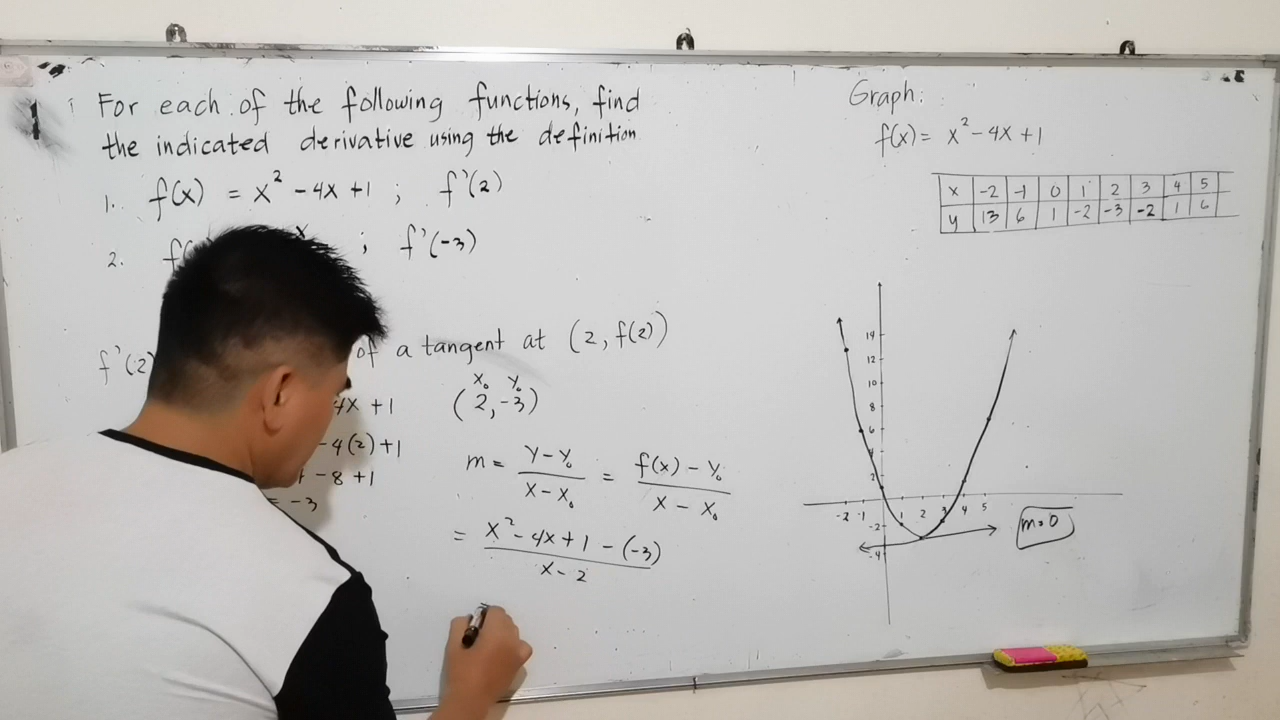 1
For each of the following functions, find
the indicated derivative using the definition
1. f(x) = x² - 4x + 1 ; f'(2)
2. f( x ; f'(-3)
f'(2) of a tangent at (2, f(2))
4x + 1
- 4(2) + 1
- 8 + 1
= -3
x₀ y₀
(2, -3)
m = y - y₀ / x - x₀ = f(x) - y₀ / x - x₀
= x² - 4x + 1 - (-3) / x - 2
Graph:
f(x) = x² - 4x + 1
x -2 -1 0 1 2 3 4 5
y 13 6 1 -2 -3 -2 1 6
14
12
10
8
6
4
2
-2 -1 1 2 3 4 5
-2
-4
m=0